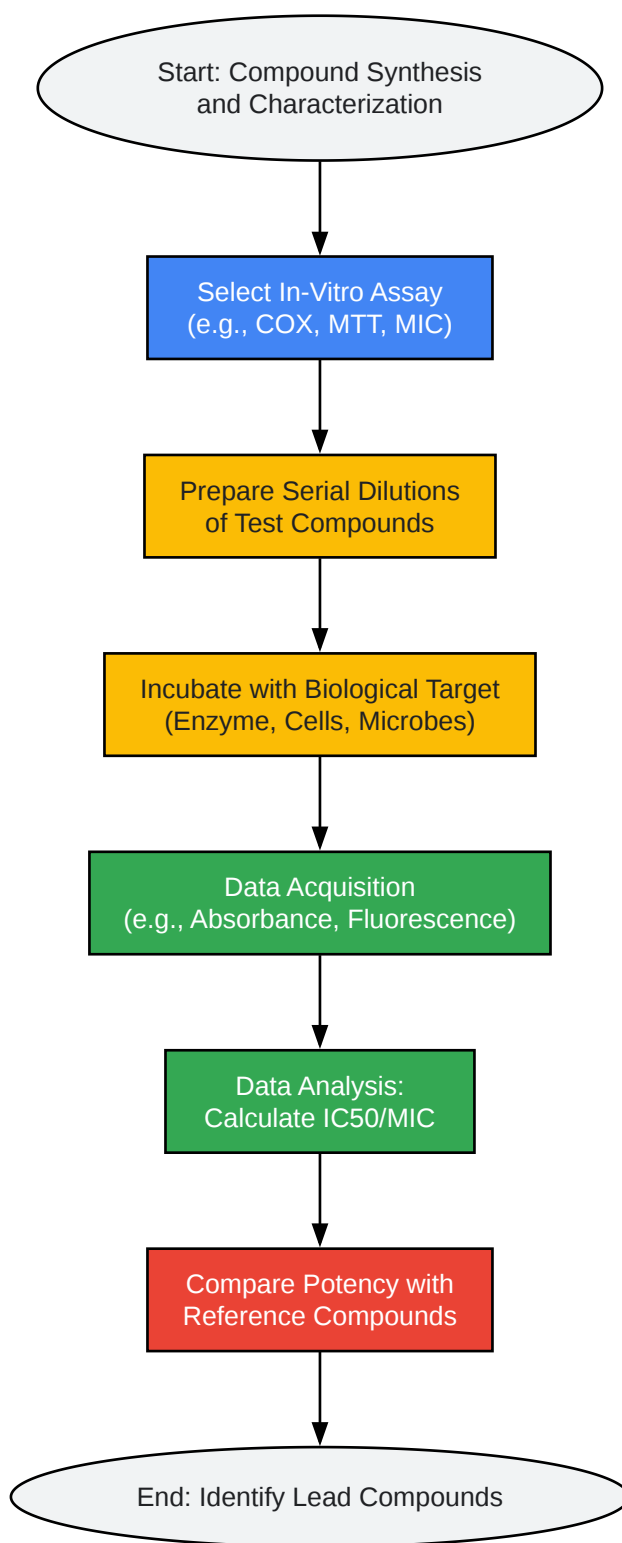 Start: Compound Synthesis
and Characterization
Select In-Vitro Assay
(e.g., COX, MTT, MIC)
Prepare Serial Dilutions
of Test Compounds
Incubate with Biological Target
(Enzyme, Cells, Microbes)
Data Acquisition
(e.g., Absorbance, Fluorescence)
Data Analysis:
Calculate IC50/MIC
Compare Potency with
Reference Compounds
End: Identify Lead Compounds